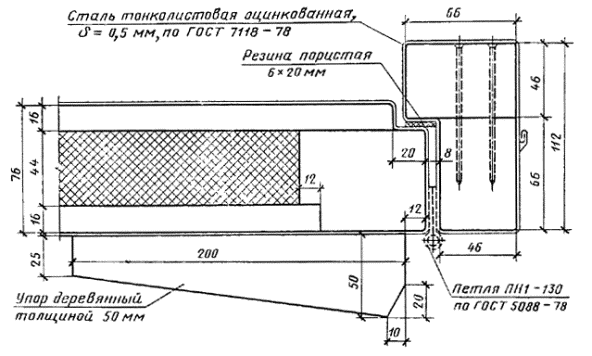 Сталь тонколистовая оцинкованная,
δ = 0,5 мм, по ГОСТ 7118-78
Резина пористая
6×20 мм
66
46
112
66
16
76
44
16
20
8
12
12
46
25
200
50
20
10
Упор деревянный
толщиной 50 мм
Петля ПН1-130
по ГОСТ 5088-78